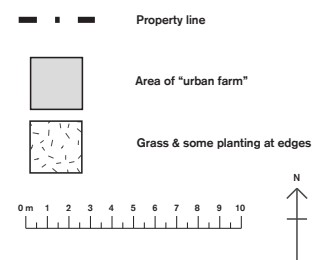 Property line
Area of “urban farm”
Grass & some planting at edges
N
0 m 1 2 3 4 5 6 7 8 9 10